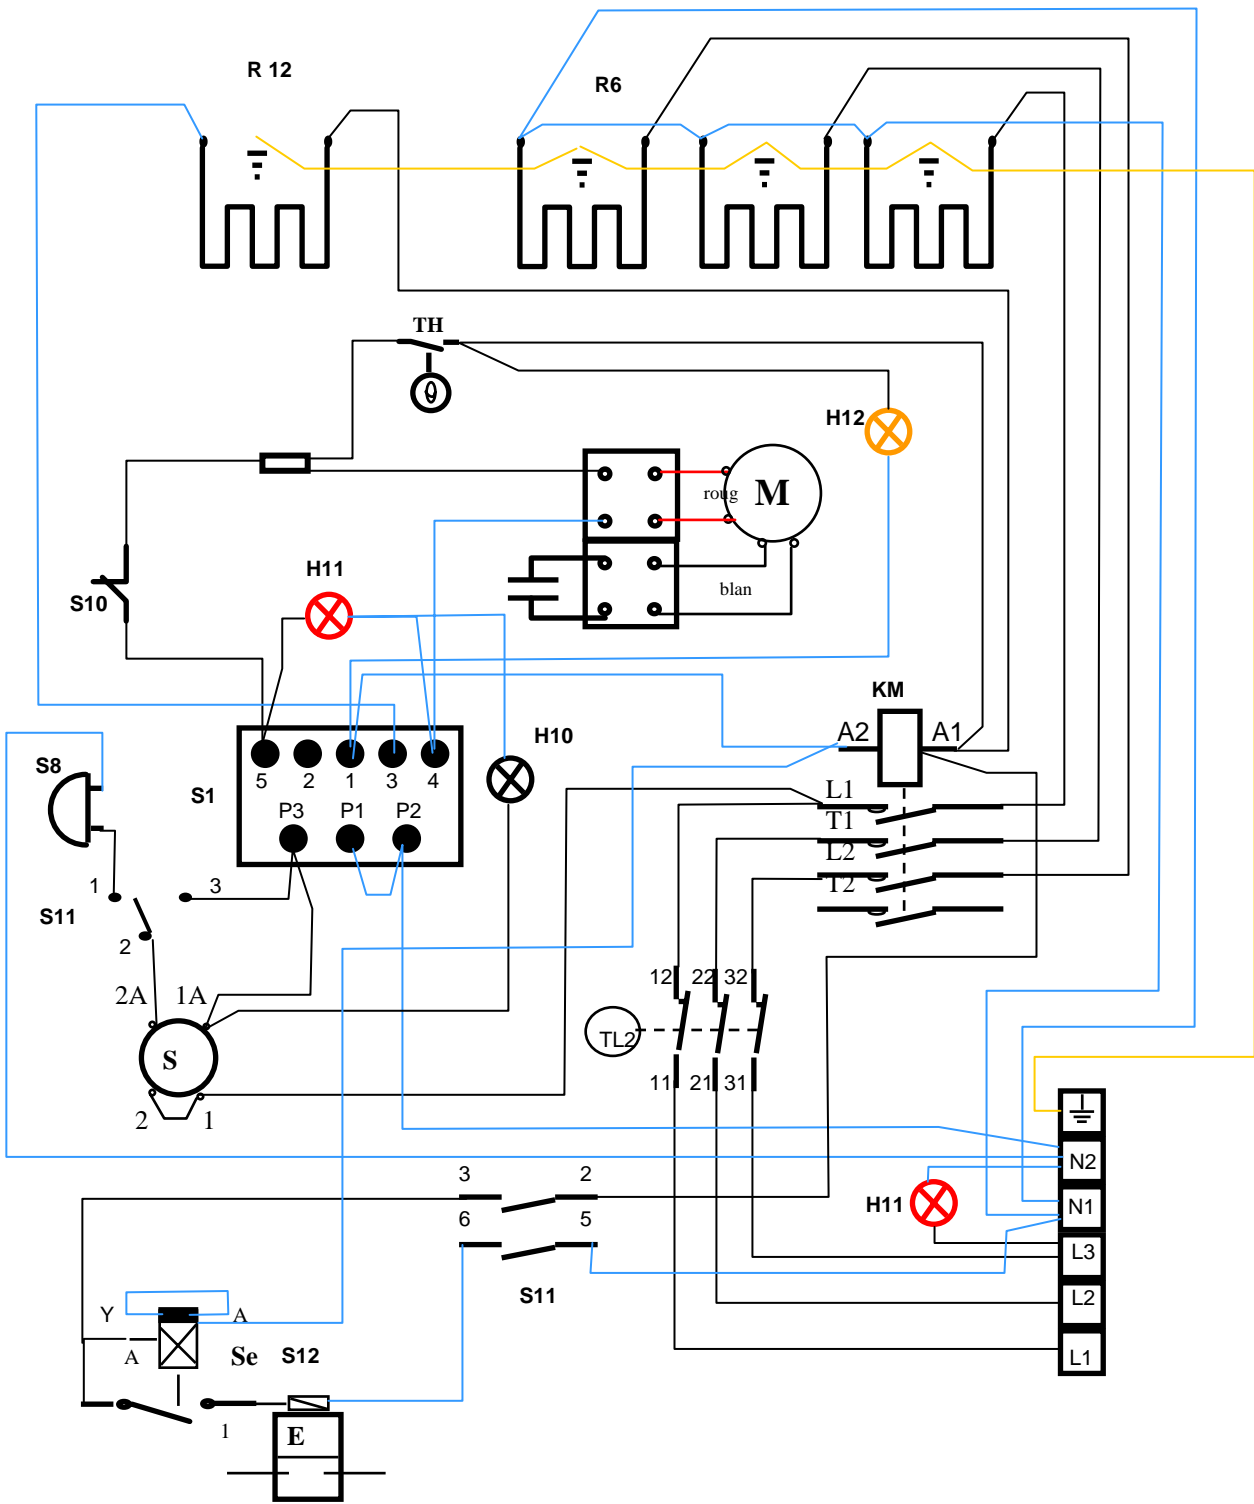 R 12
R6
TH
θ
H12
roug M
blan
H11
S10
KM
A2 A1
H10
S8
S1
5 2 1 3 4
P3 P1 P2
L1
T1
L2
T2
1 3
S11
2
2A 1A
12 22 32
TL2
S
11 21 31
2 1
N2
3 2
H11
N1
6 5
L3
S11
L2
Y A
A Se S12
L1
1
E